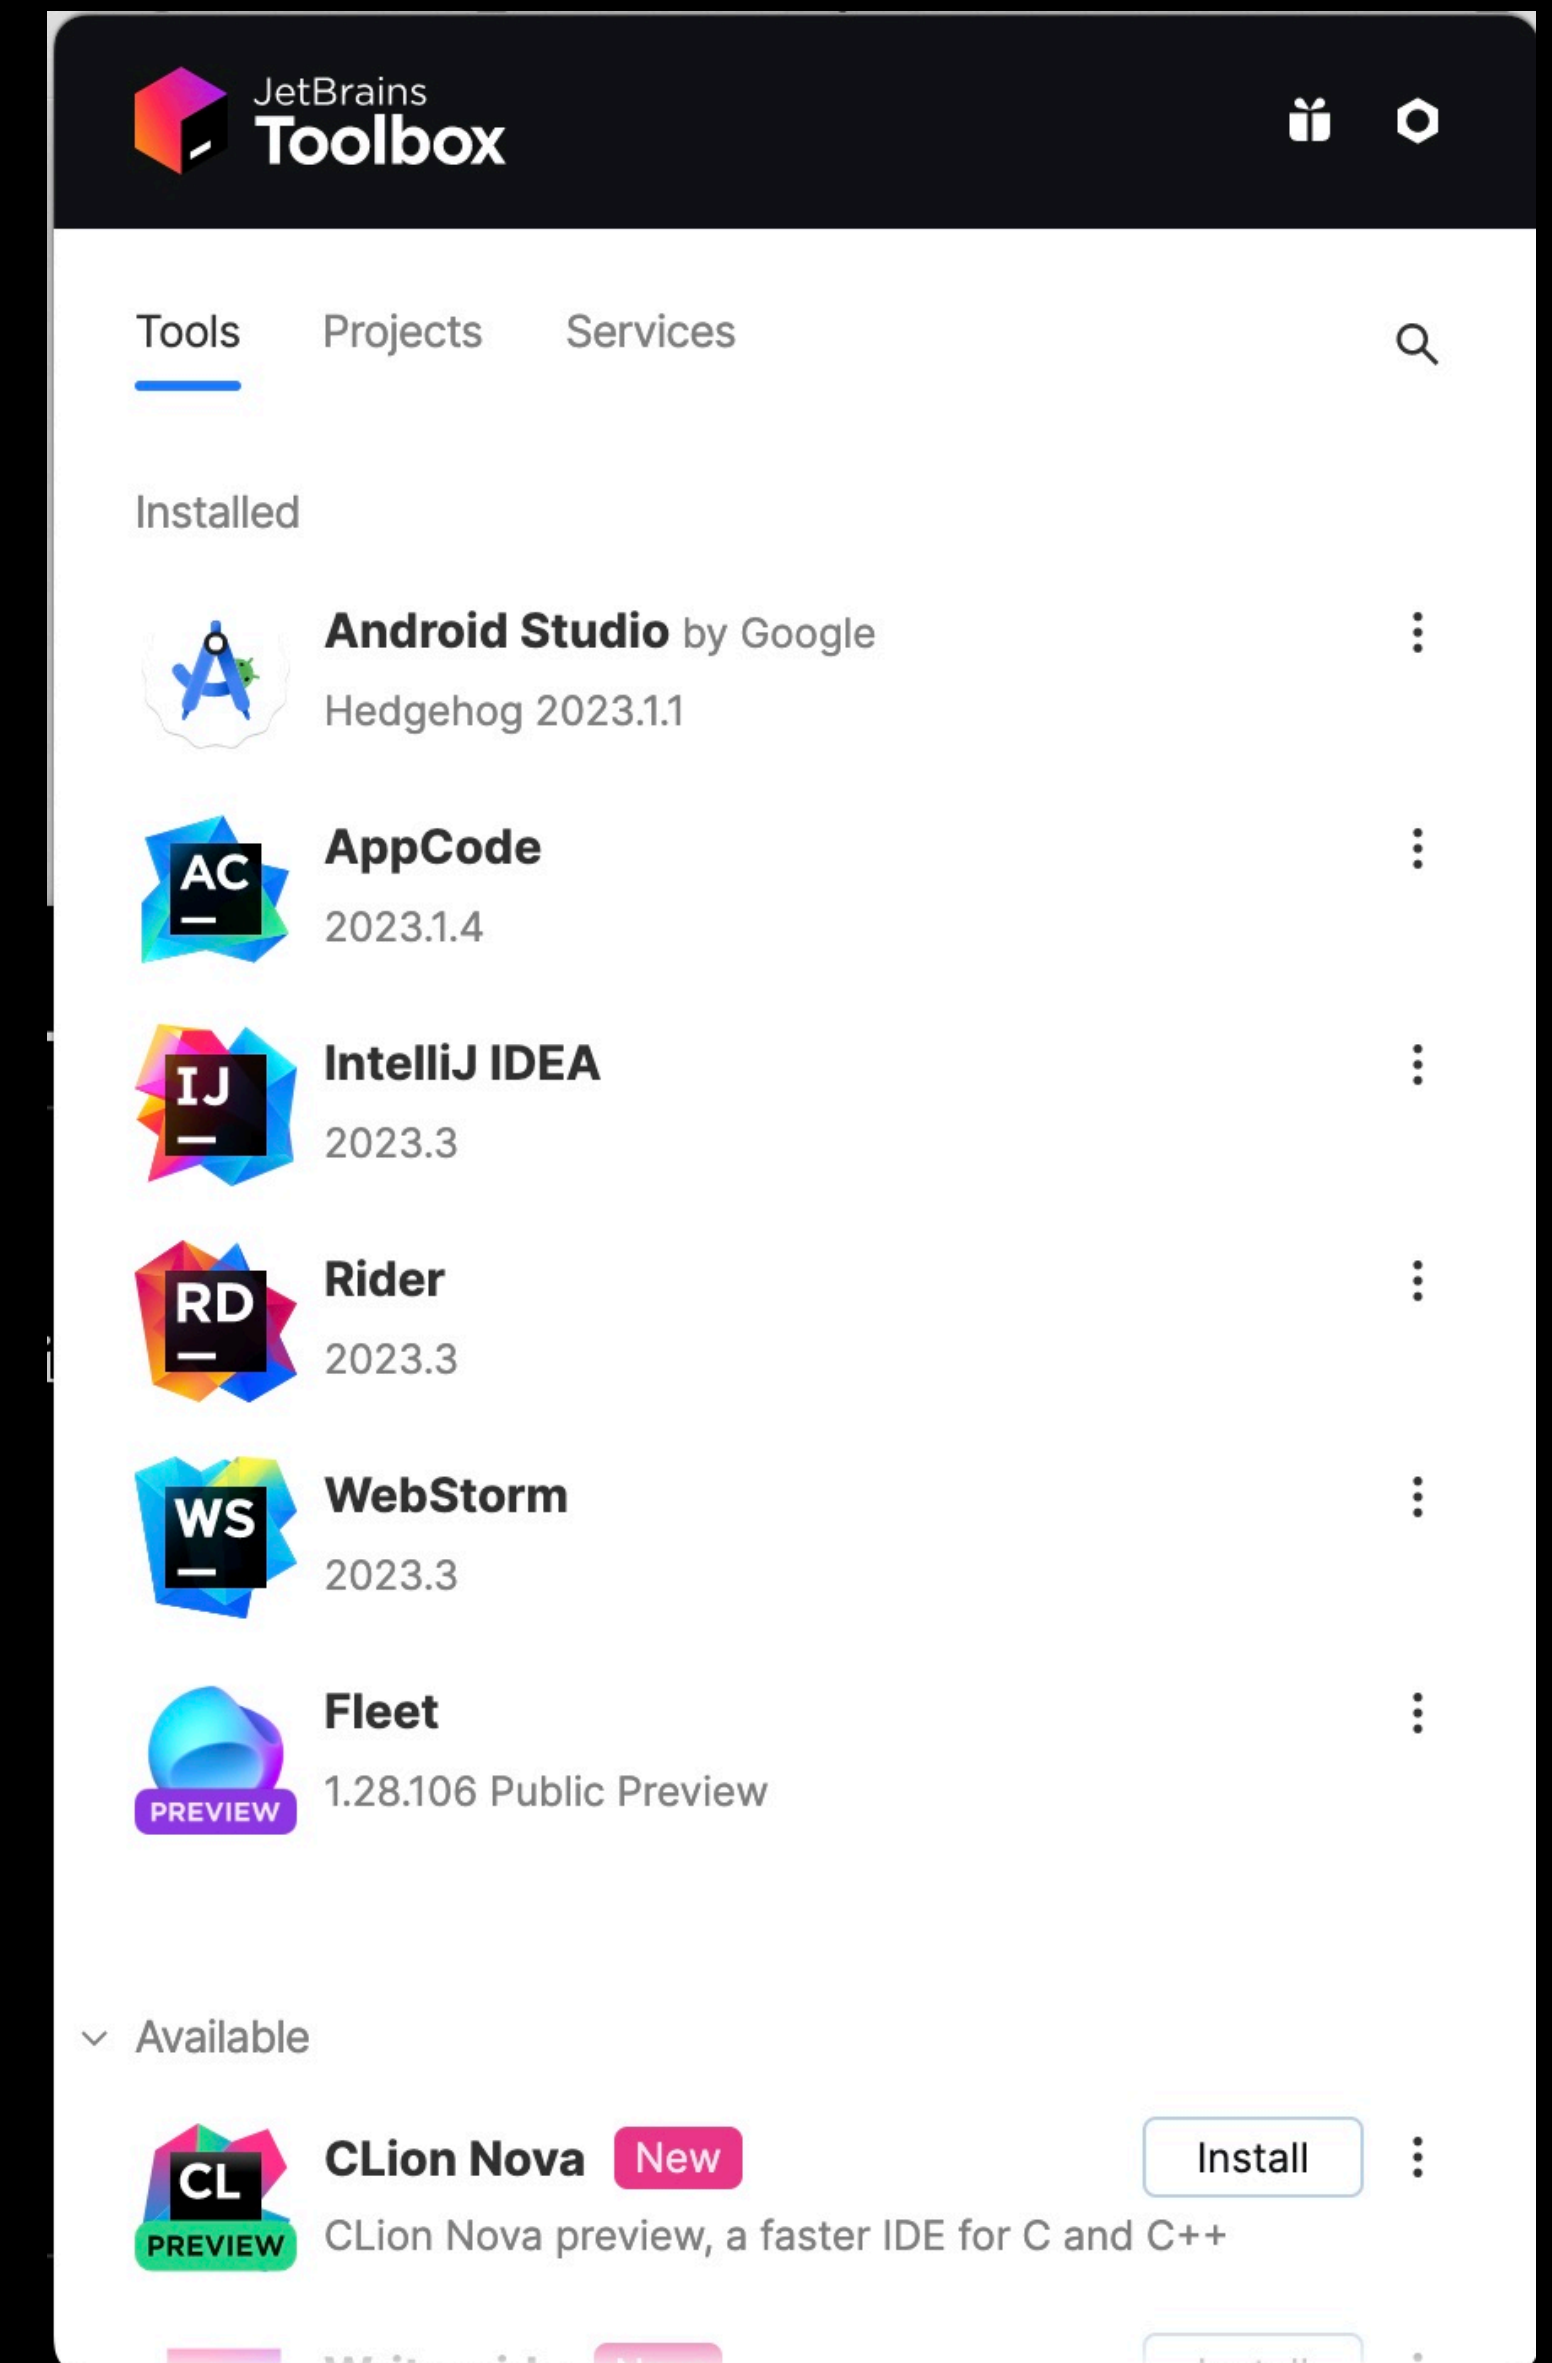 JetBrains
Toolbox
Tools Projects Services
Installed
Android Studio by Google
Hedgehog 2023.1.1
AC
AppCode
2023.1.4
IJ
IntelliJ IDEA
2023.3
RD
Rider
2023.3
WS
WebStorm
2023.3
Fleet
1.28.106 Public Preview
PREVIEW
Available
CL
CLion Nova New Install
PREVIEW
CLion Nova preview, a faster IDE for C and C++